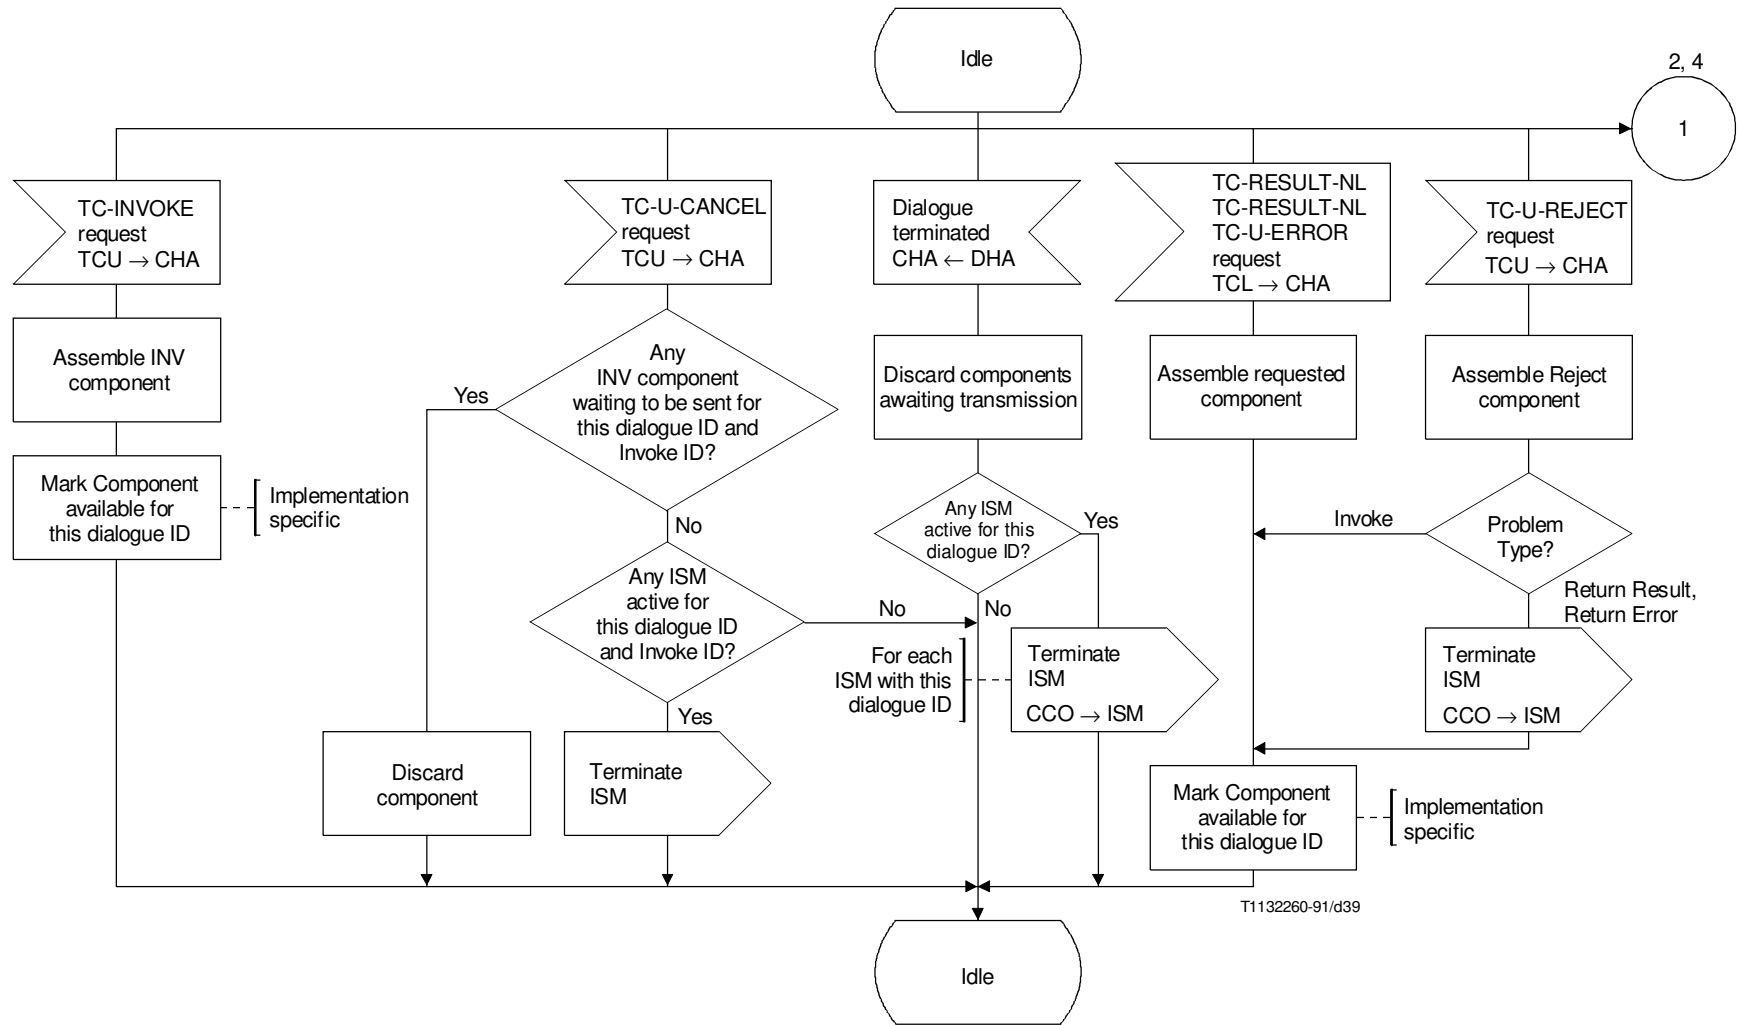 Idle
2, 4
1
TC-INVOKE
request
TCU → CHA
Assemble INV
component
Mark Component
available for
this dialogue ID
Implementation
specific
TC-U-CANCEL
request
TCU → CHA
Any
INV component
waiting to be sent for
this dialogue ID and
Invoke ID?
Yes
No
Any ISM
active for
this dialogue ID
and Invoke ID?
No
Yes
Discard
component
Terminate
ISM
Dialogue
terminated
CHA ← DHA
Discard components
awaiting transmission
Any ISM
active for this
dialogue ID?
Yes
No
For each
ISM with this
dialogue ID
Terminate
ISM
CCO → ISM
TC-RESULT-NL
TC-RESULT-NL
TC-U-ERROR
request
TCL → CHA
Assemble requested
component
TC-U-REJECT
request
TCU → CHA
Assemble Reject
component
Invoke
Problem
Type?
Return Result,
Return Error
Terminate
ISM
CCO → ISM
Mark Component
available for
this dialogue ID
Implementation
specific
T1132260-91/d39
Idle